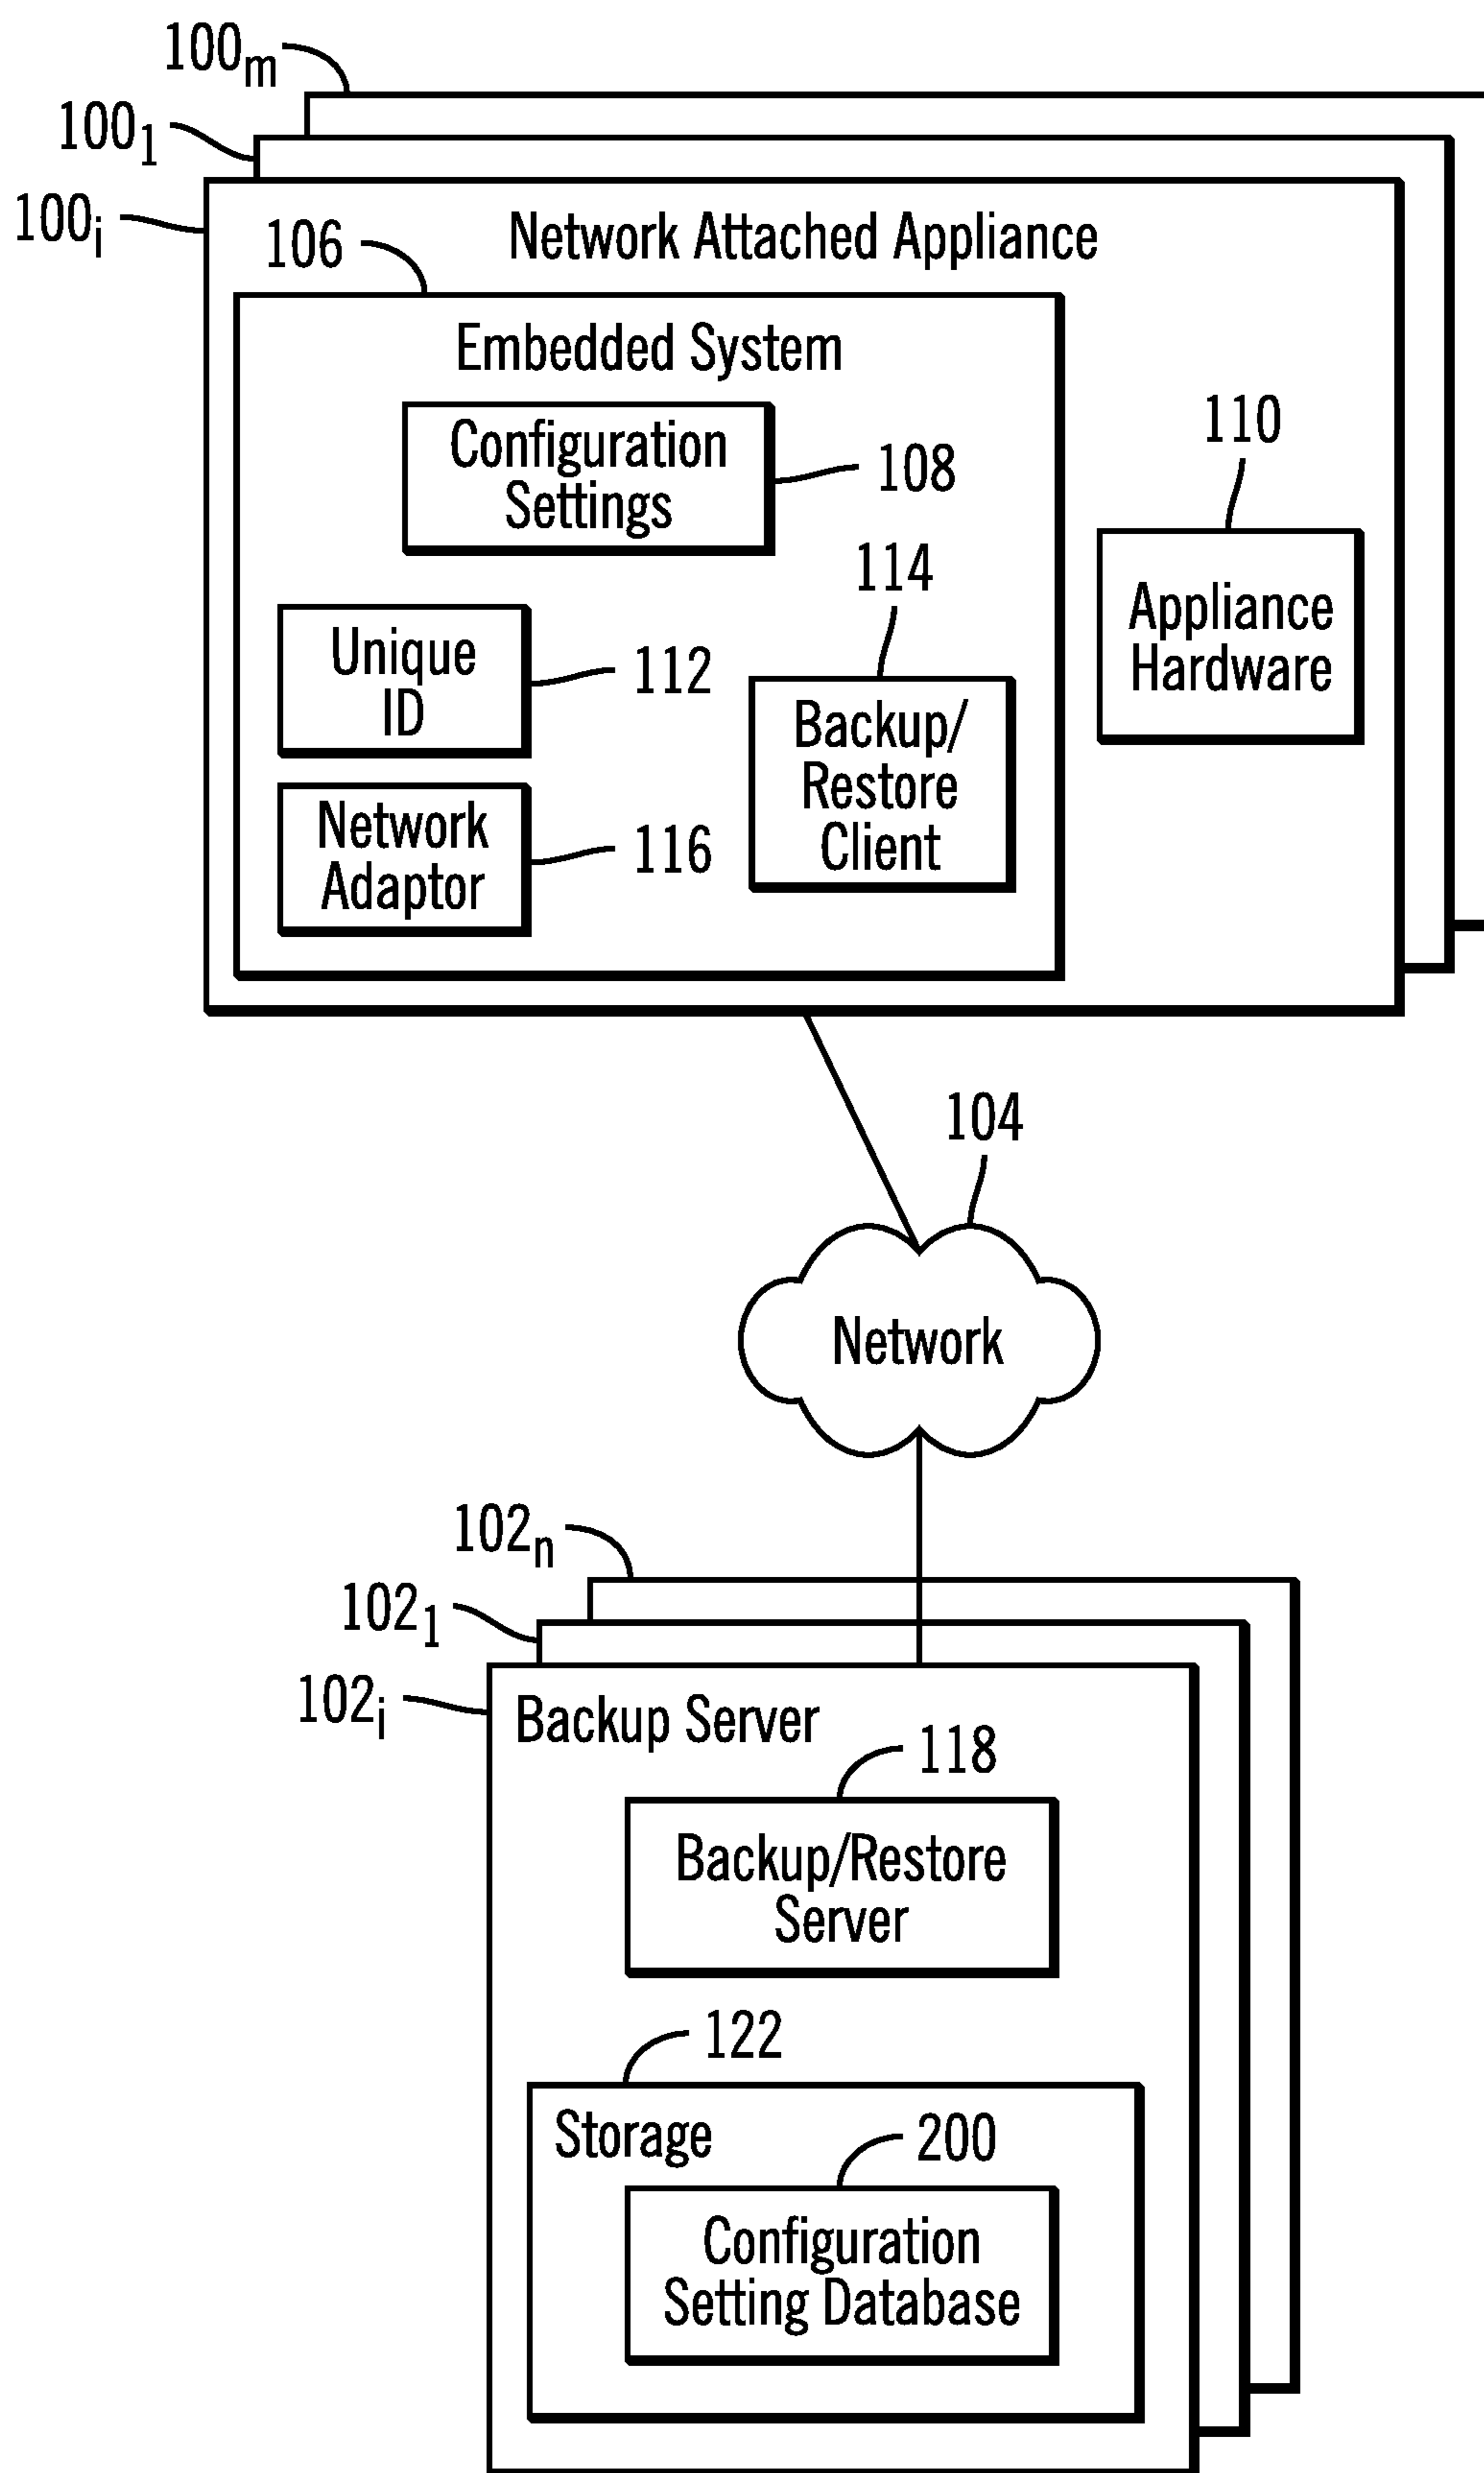 100m
1001
100i
106
Network Attached Appliance
Embedded System
Configuration
Settings
108
110
Appliance
Hardware
114
Unique
ID
112
Backup/
Restore
Client
Network
Adaptor
116
104
Network
102n
1021
102i
Backup Server
118
Backup/Restore
Server
122
Storage
200
Configuration
Setting Database